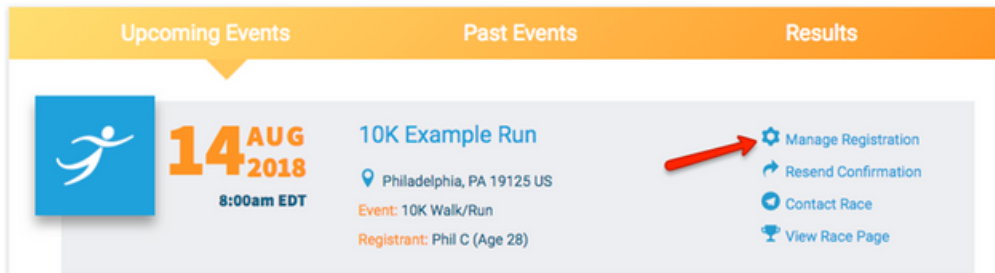 Upcoming Events
Past Events
Results
14 AUG
2018
8:00am EDT
10K Example Run
Philadelphia, PA 19125 US
Event: 10K Walk/Run
Registrant: Phil C (Age 28)
Manage Registration
Resend Confirmation
Contact Race
View Race Page